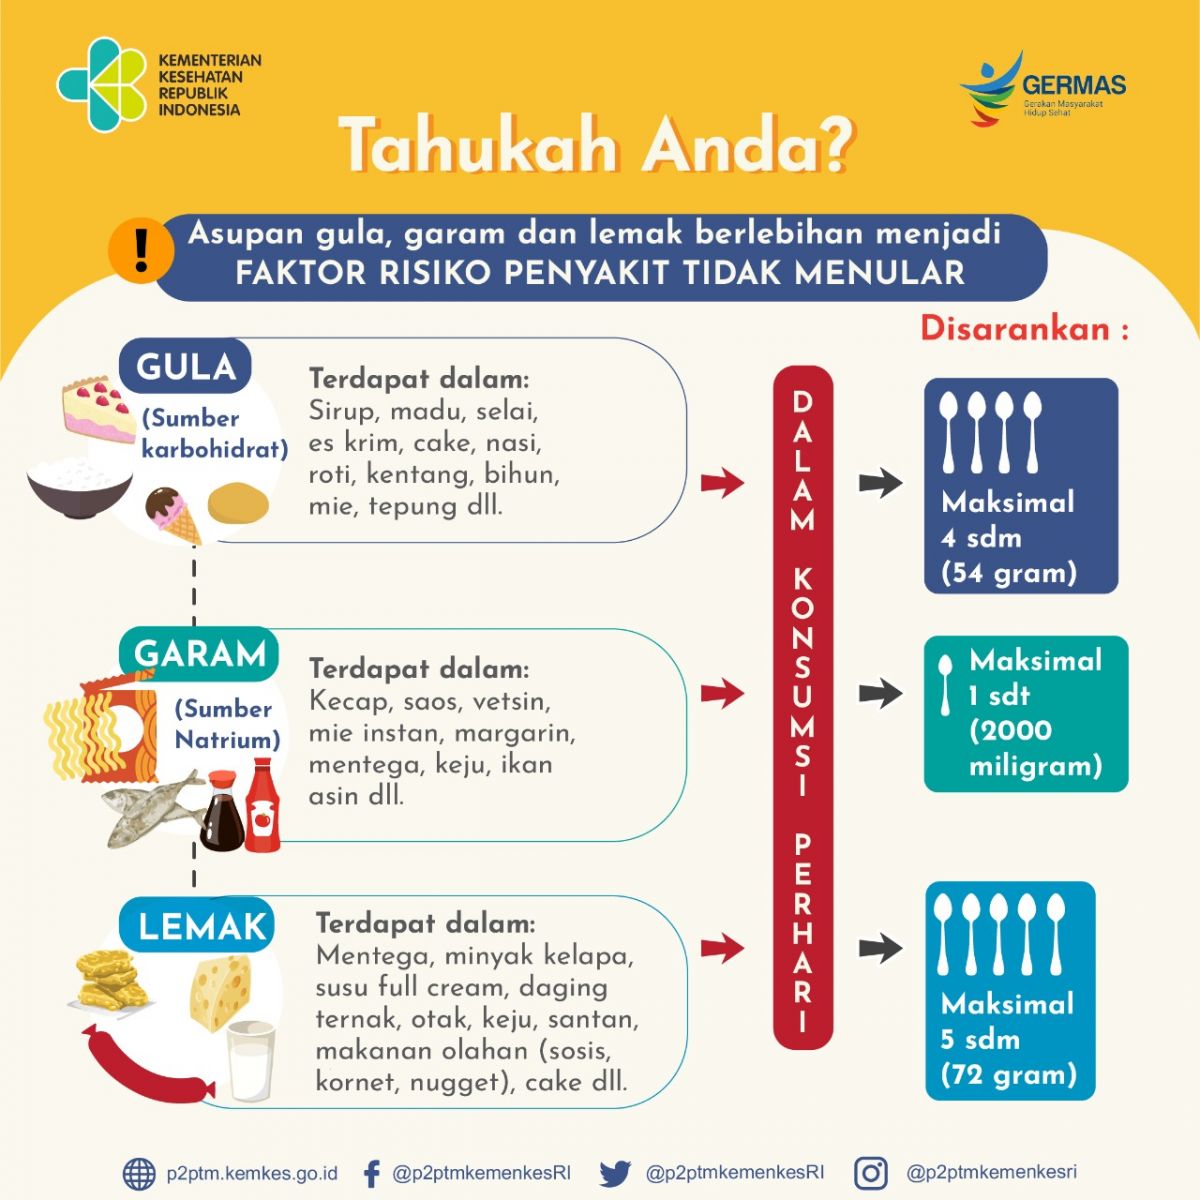 KEMENTERIAN
KESEHATAN
REPUBLIK
INDONESIA
GERMAS
Gerakan Masyarakat
Hidup Sehat
Tahukah Anda?
!
Asupan gula, garam dan lemak berlebihan menjadi
FAKTOR RISIKO PENYAKIT TIDAK MENULAR
Disarankan :
GULA
(Sumber
karbohidrat)
Terdapat dalam:
Sirup, madu, selai,
es krim, cake, nasi,
roti, kentang, bihun,
mie, tepung dll.
DALAM KONSUMSI PERHARI
Maksimal
4 sdm
(54 gram)
GARAM
(Sumber
Natrium)
Terdapat dalam:
Kecap, saos, vetsin,
mie instan, margarin,
mentega, keju, ikan
asin dll.
Maksimal
1 sdt
(2000
miligram)
LEMAK
Terdapat dalam:
Mentega, minyak kelapa,
susu full cream, daging
ternak, otak, keju, santan,
makanan olahan (sosis,
kornet, nugget), cake dll.
Maksimal
5 sdm
(72 gram)
p2ptm.kemkes.go.id @p2ptmkemenkesRI @p2ptmkemenkesRI @p2ptmkemenkesri